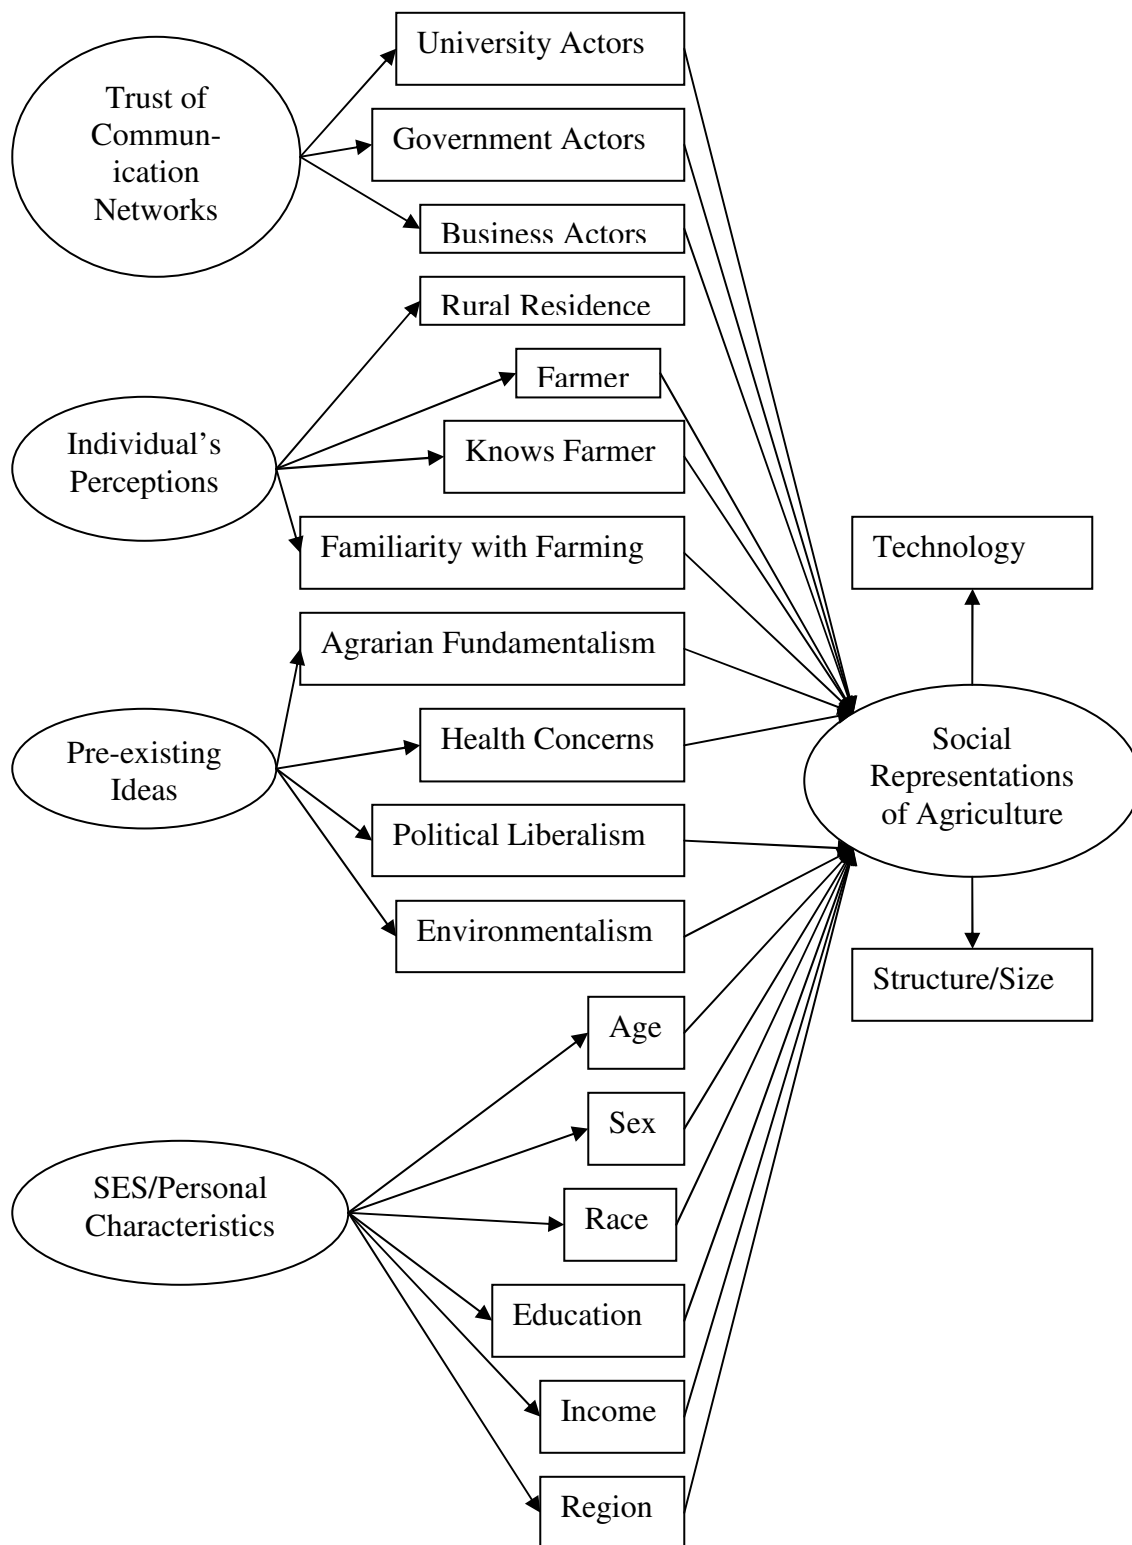 University Actors
Trust of
Commun-
ication
Networks
Government Actors
Business Actors
Rural Residence
Farmer
Individual’s
Perceptions
Knows Farmer
Familiarity with Farming
Technology
Agrarian Fundamentalism
Pre-existing
Ideas
Health Concerns
Social
Representations
of Agriculture
Political Liberalism
Environmentalism
Structure/Size
Age
Sex
SES/Personal
Characteristics
Race
Education
Income
Region